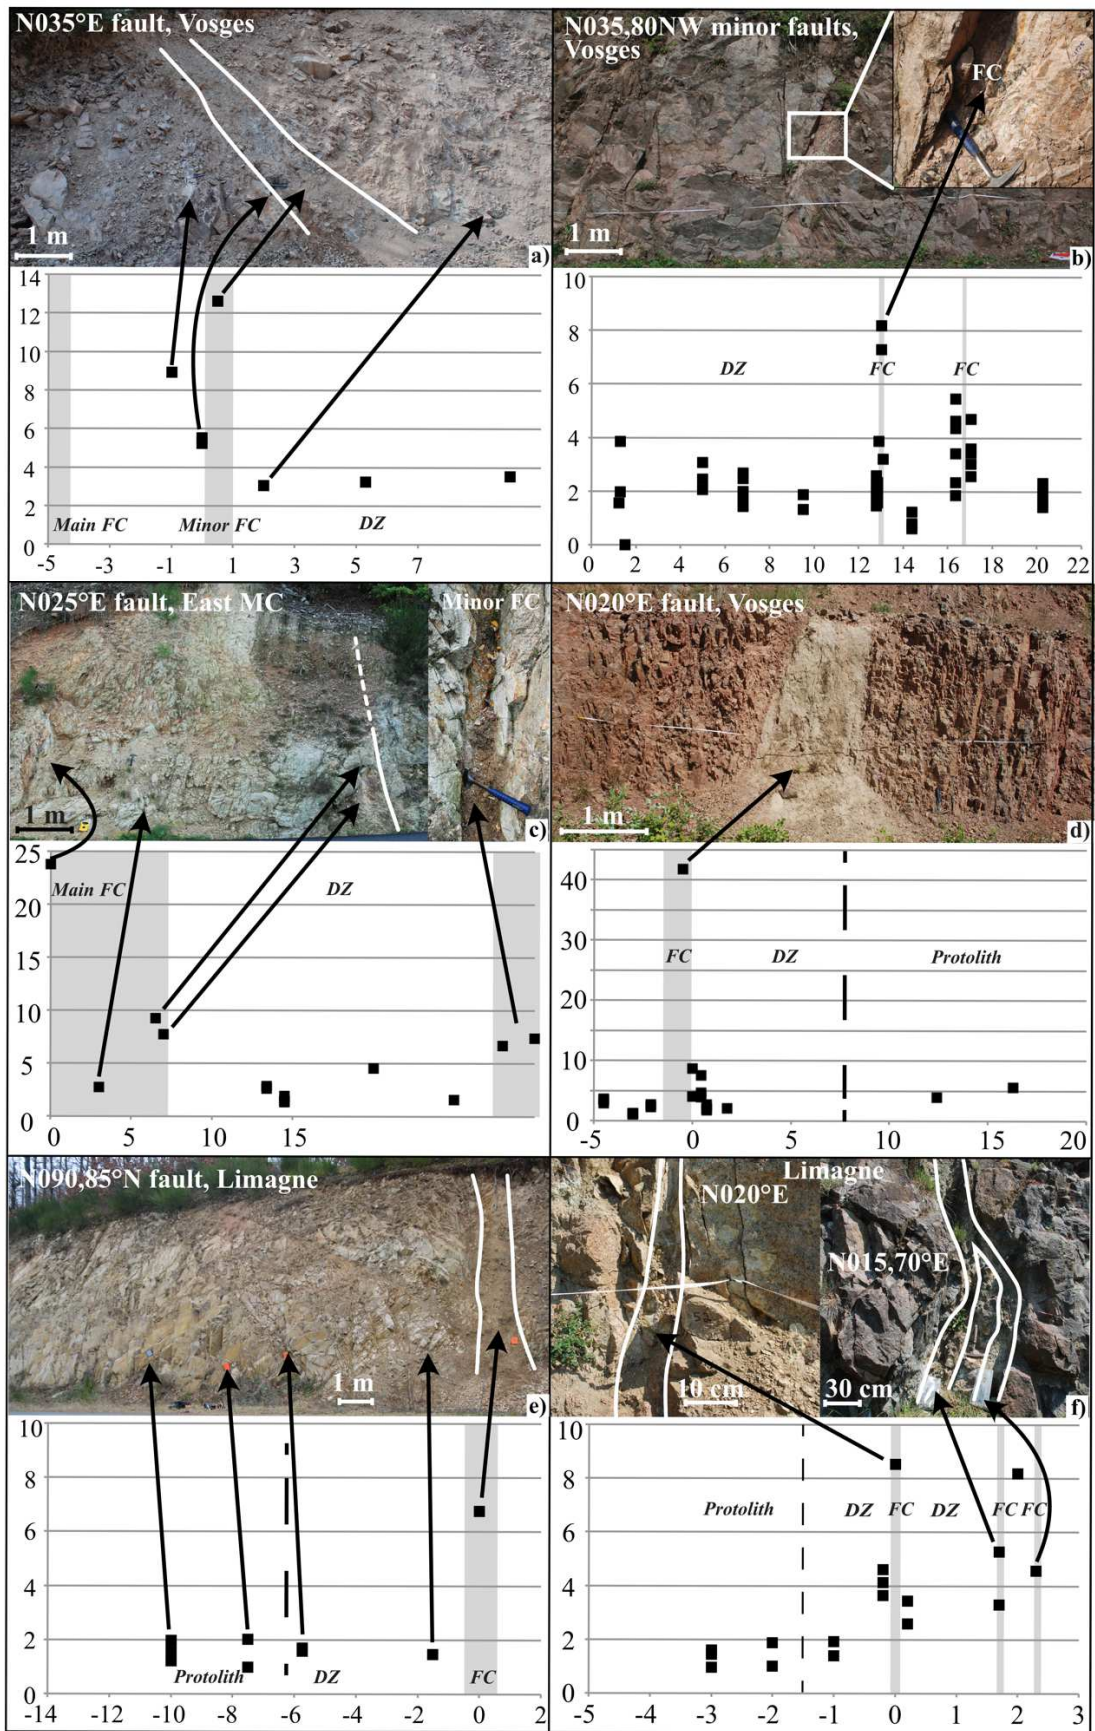 N035°E fault, Vosges
1 m
a)
14
12
10
8
6
4
2
0
Main FC
Minor FC
DZ
-5 -3 -1 1 3 5 7
N035,80NW minor faults,
Vosges
FC
1 m
b)
10
8
6
4
2
0
DZ
FC
FC
0 2 4 6 8 10 12 14 16 18 20 22
N025°E fault, East MC
Minor FC
1 m
c)
25
20
15
10
5
0
Main FC
DZ
0 5 10 15
N020°E fault, Vosges
1 m
d)
40
30
20
10
0
FC
DZ
Protolith
-5 0 5 10 15 20
N090,85°N fault, Limagne
1 m
e)
10
8
6
4
2
0
Protolith
DZ
FC
-14 -12 -10 -8 -6 -4 -2 0 2
Limagne
N020°E
N015,70°E
10 cm
30 cm
f)
10
8
6
4
2
0
Protolith
DZ
FC
DZ
FC FC
-5 -4 -3 -2 -1 0 1 2 3